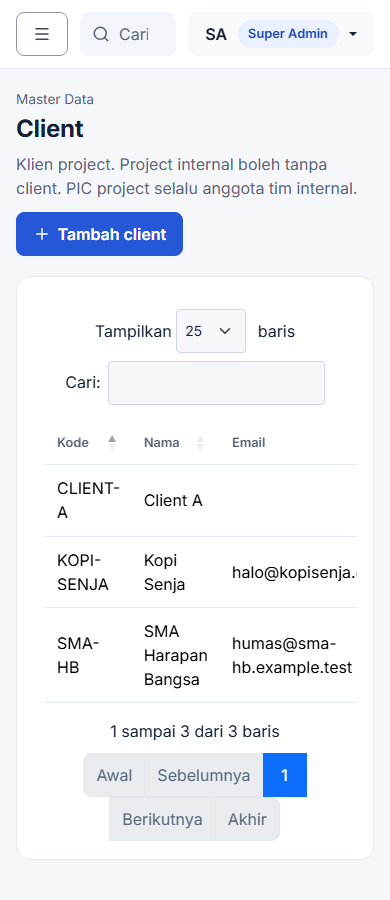 Cari
SA Super Admin
Master Data
Client
Klien project. Project internal boleh tanpa
client. PIC project selalu anggota tim internal.
+ Tambah client
Tampilkan 25 baris
Cari:
Kode Nama Email
CLIENT-
A
Client A
KOPI-
SENJA
Kopi
Senja
halo@kopisenja.
SMA-
HB
SMA
Harapan
Bangsa
humas@sma-
hb.example.test
1 sampai 3 dari 3 baris
Awal Sebelumnya 1
Berikutnya Akhir